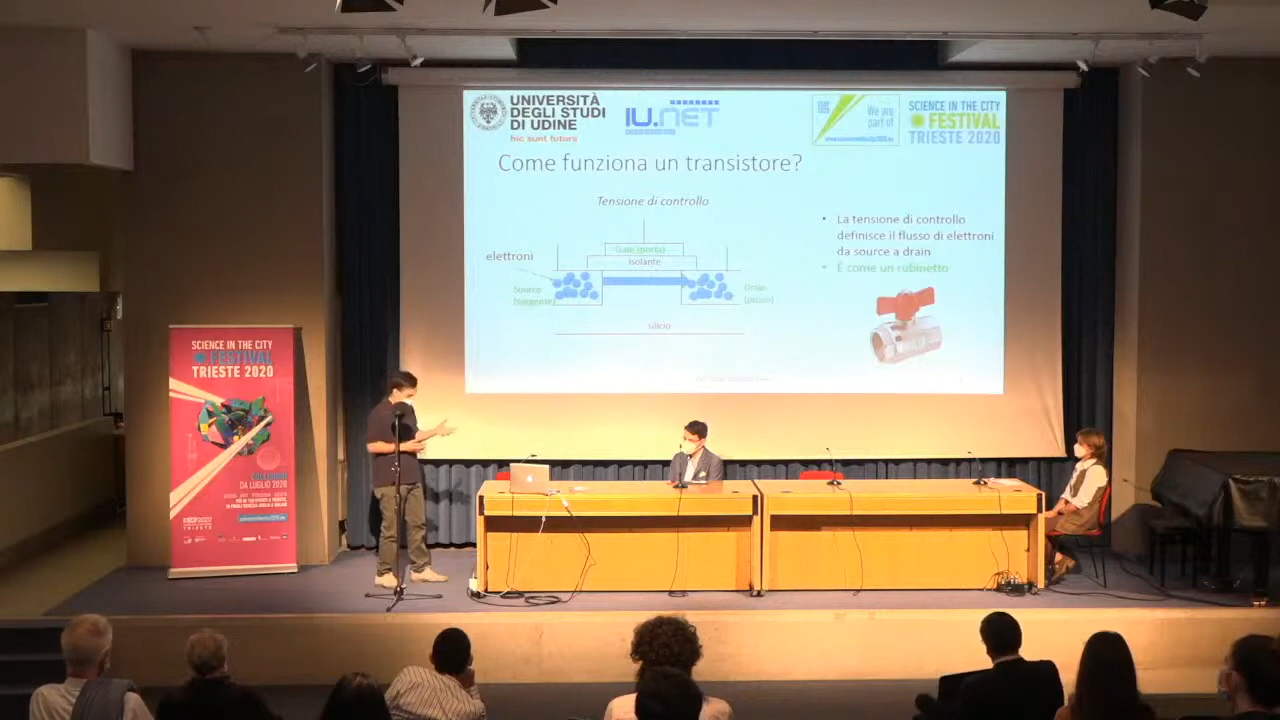 UNIVERSITÀ
DEGLI STUDI
DI UDINE
hic sunt futura
IU.NET
We are
part of
SCIENCE IN THE CITY
FESTIVAL
TRIESTE 2020
Come funziona un transistore?
Tensione di controllo
Gate (porta)
Isolante
elettroni
Source
(sorgente)
Drain
(pozzo)
silicio
• La tensione di controllo
definisce il flusso di elettroni
da source a drain
• È come un rubinetto
SCIENCE IN THE CITY
FESTIVAL
TRIESTE 2020
DA LUGLIO 2020
TRIESTE